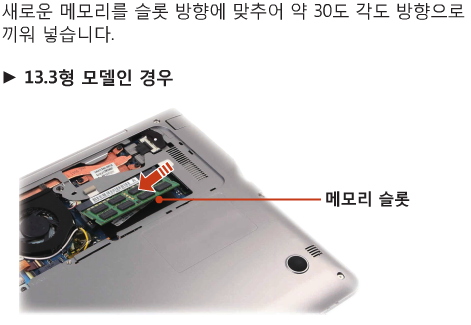 새로운 메모리를 슬롯 방향에 맞추어 약 30도 각도 방향으로
끼워 넣습니다.
► 13.3형 모델인 경우
메모리 슬롯